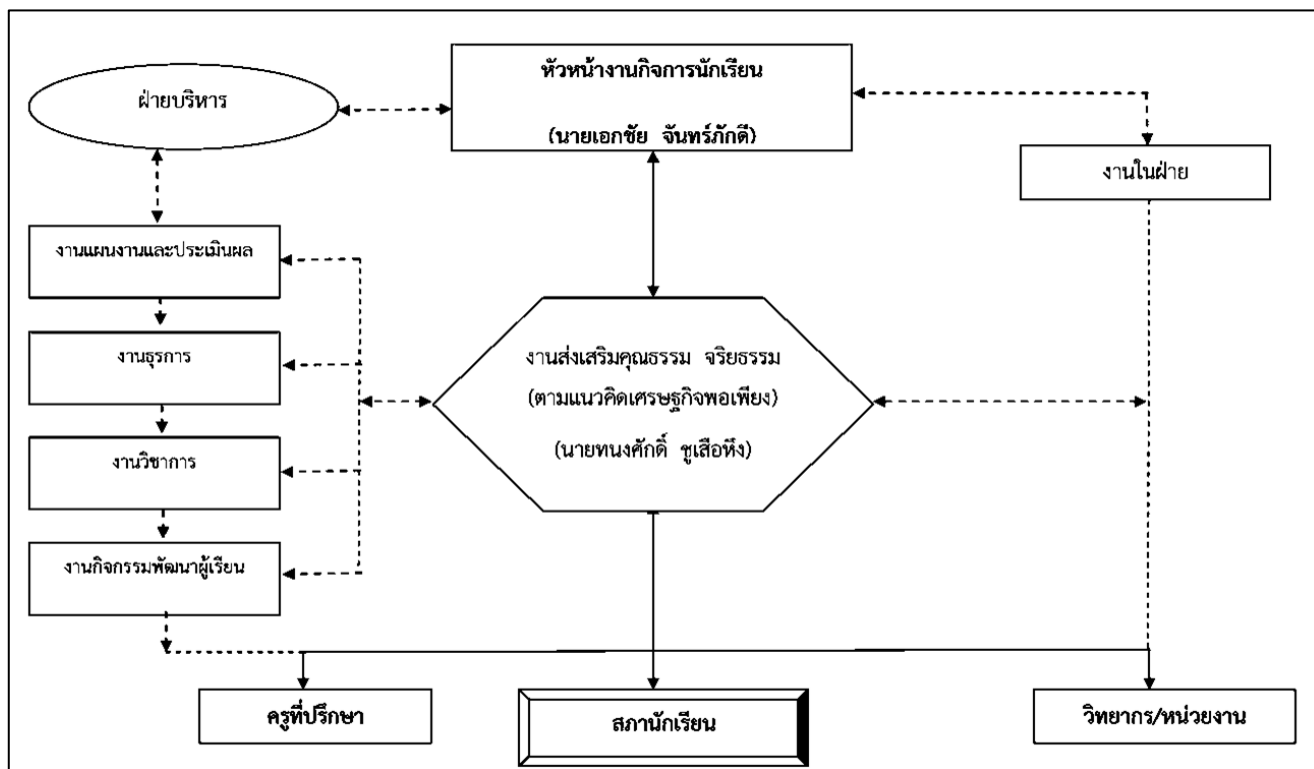 หัวหน้างานกิจการนักเรียน
(นายเอกชัย จันทร์ภักดี)
ฝ่ายบริหาร
งานในฝ่าย
งานแผนงานและประเมินผล
งานธุรการ
งานวิชาการ
งานกิจกรรมพัฒนาผู้เรียน
งานส่งเสริมคุณธรรม จริยธรรม
(ตามแนวคิดเศรษฐกิจพอเพียง)
(นายทนงศักดิ์ ชูเสือหึง)
ครูที่ปรึกษา
สภานักเรียน
วิทยากร/หน่วยงาน